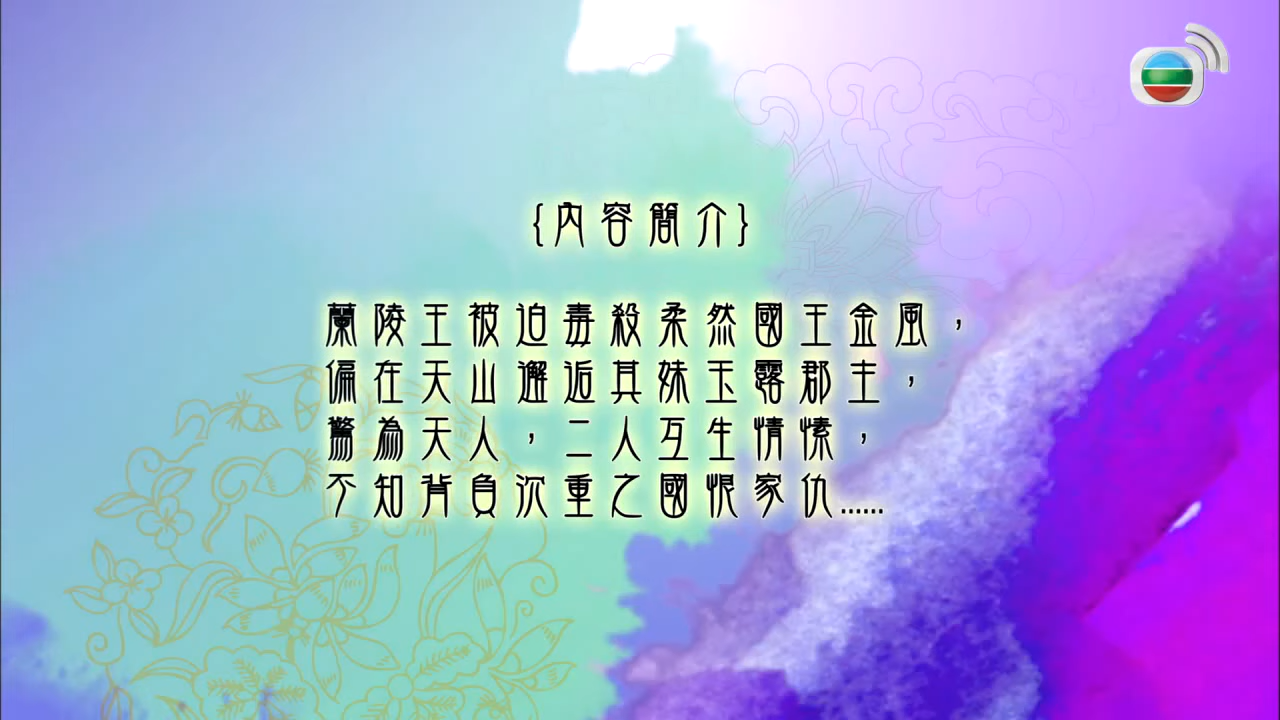 {內容簡介}
蘭陵王被迫毒殺柔然國王金風，
偏在天山邂逅其妹玉露郡主，
驚為天人，二人互生情愫，
不知背負沉重之國恨家仇......